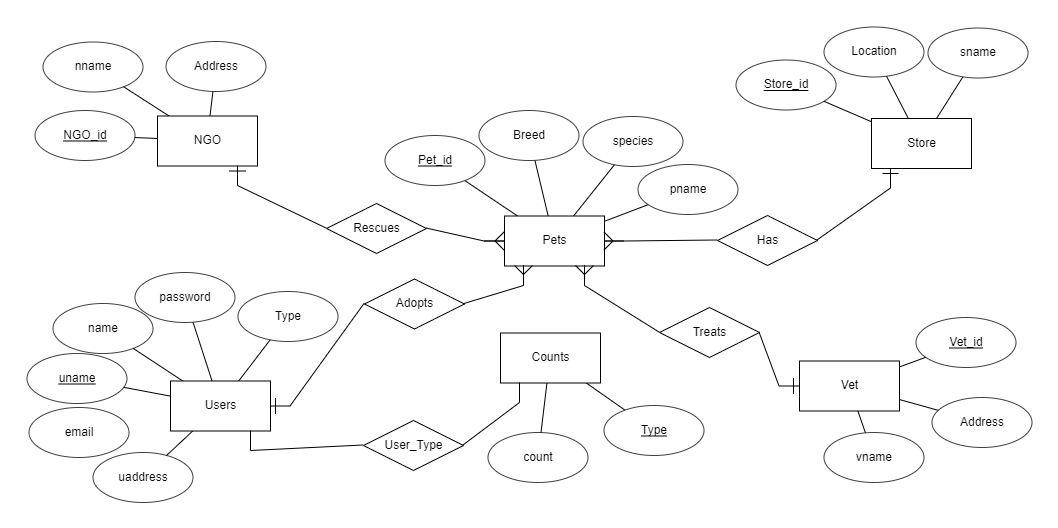 Location
sname
nname
Address
Store_id
NGO_id
NGO
Breed
species
Store
Pet_id
pname
Rescues
Pets
Has
password
Adopts
Type
name
Treats
Vet_id
Counts
uname
Vet
Users
Address
email
Type
User_Type
count
vname
uaddress